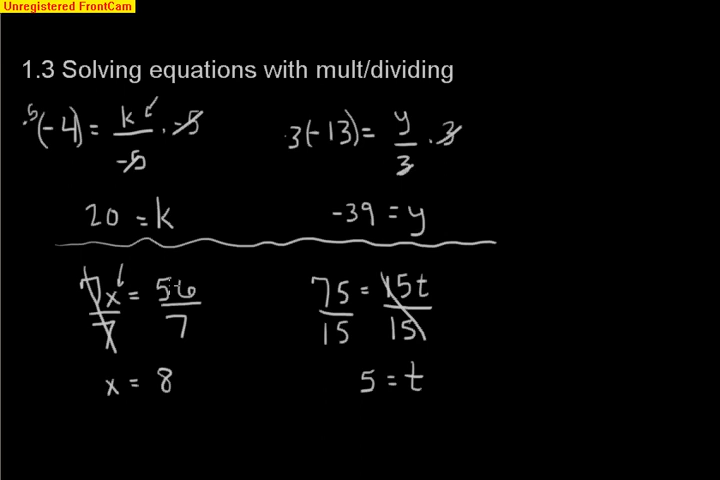 Unregistered FrontCam
1.3 Solving equations with mult/dividing
-5(-4) = k/-5 · -5
3(-13) = y/3 · 3
20 = k
-39 = y
7x/7 = 56/7
75/15 = 15t/15
x = 8
5 = t